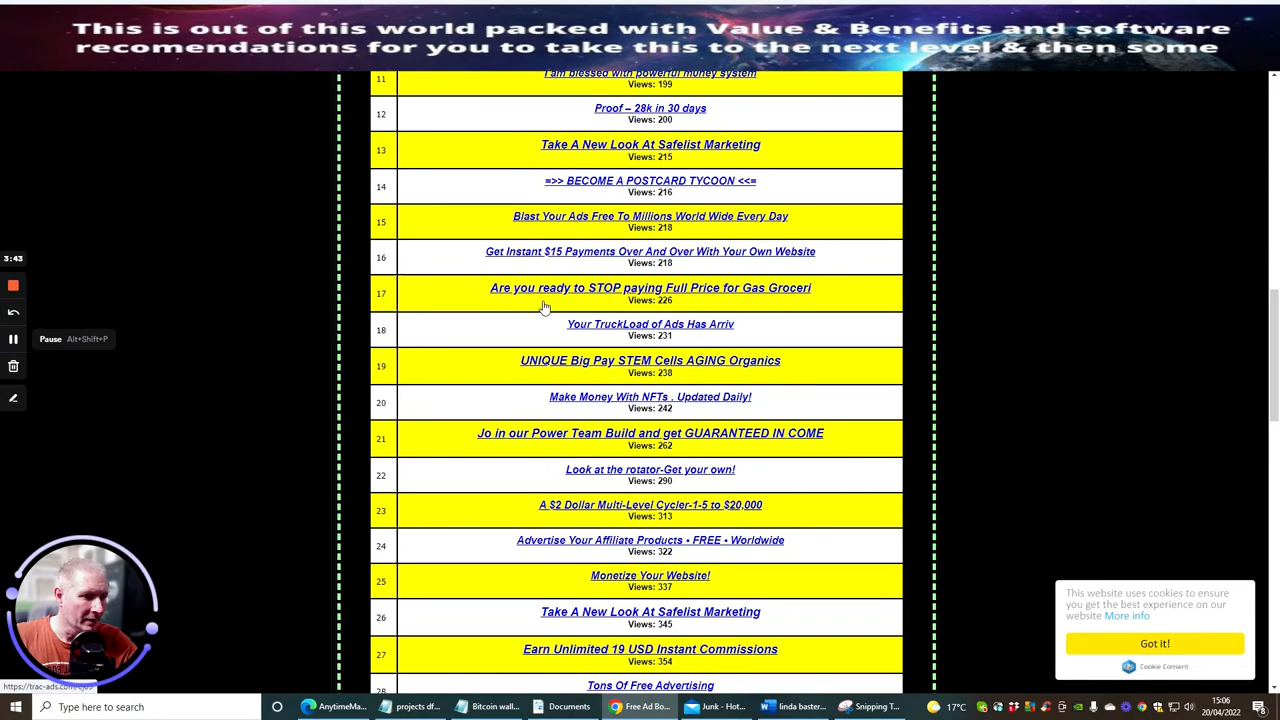 This is out of this world packed with Value & Benefits and software
recomendations for you to take this to the next level & then some
11
I am blessed with powerful m0ney system
Views: 199
12
Proof – 28k in 30 days
Views: 200
13
Take A New Look At Safelist Marketing
Views: 215
14
=>> BECOME A POSTCARD TYCOON <<=
Views: 216
15
Blast Your Ads Free To Millions World Wide Every Day
Views: 218
16
Get Instant $15 Payments Over And Over With Your Own Website
Views: 218
17
Are you ready to STOP paying Full Price for Gas Groceri
Views: 226
18
Your TruckLoad of Ads Has Arriv
Views: 231
19
UNIQUE Big Pay STEM Cells AGING Organics
Views: 238
20
Make Money With NFTs . Updated Daily!
Views: 242
21
Jo in our Power Team Build and get GUARANTEED IN COME
Views: 262
22
Look at the rotator-Get your own!
Views: 290
23
A $2 Dollar Multi-Level Cycler-1-5 to $20,000
Views: 313
24
Advertise Your Affiliate Products • FREE • Worldwide
Views: 322
25
Monetize Your Website!
Views: 337
26
Take A New Look At Safelist Marketing
Views: 345
27
Earn Unlimited 19 USD Instant Commissions
Views: 354
28
Tons Of Free Advertising
3:43
Pause Alt+Shift+P
This website uses cookies to ensure
you get the best experience on our
website More info
Got it!
Cookie Consent
Type here to search
AnytimeMa...
projects df...
Bitcoin wall...
Documents
Free Ad Bo...
Junk - Hot...
linda baster...
Snipping T...
17°C
15:06
20/04/2022